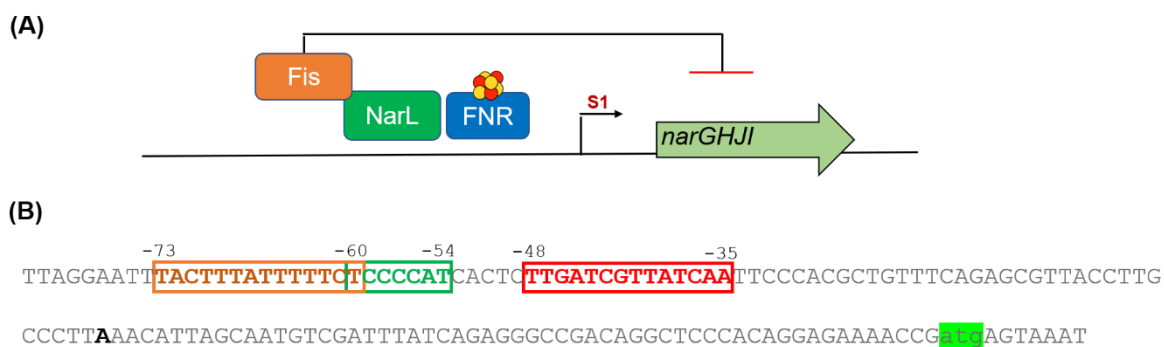 (A)
Fis
NarL
FNR
S1
narGHJI
(B)
-73 -60 -54 -48 -35
TTAGGAATTTACTTTATTTTTCTCCCCATCACTCTTGATCGTTATCAATTCCCACGCTGTTTCAGAGCGTTACCTTG
CCCTTAAACATTAGCAATGTCGATTTATCAGAGGGCCGACAGGCTCCCACAGGAGAAAACCGatgAGTAAAT